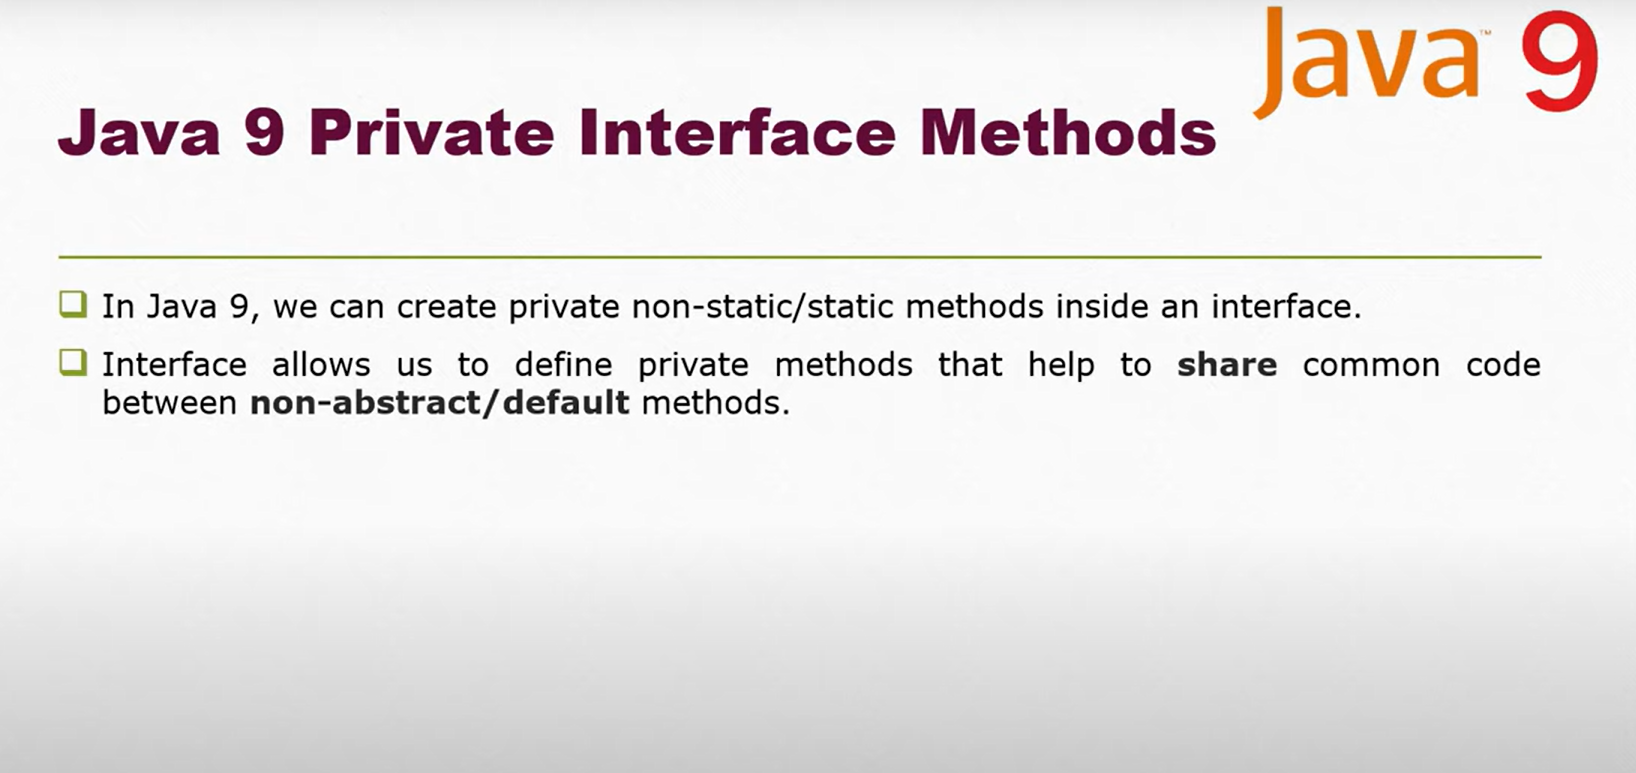 Java™ 9
Java 9 Private Interface Methods
In Java 9, we can create private non-static/static methods inside an interface.
Interface allows us to define private methods that help to share common code
between non-abstract/default methods.